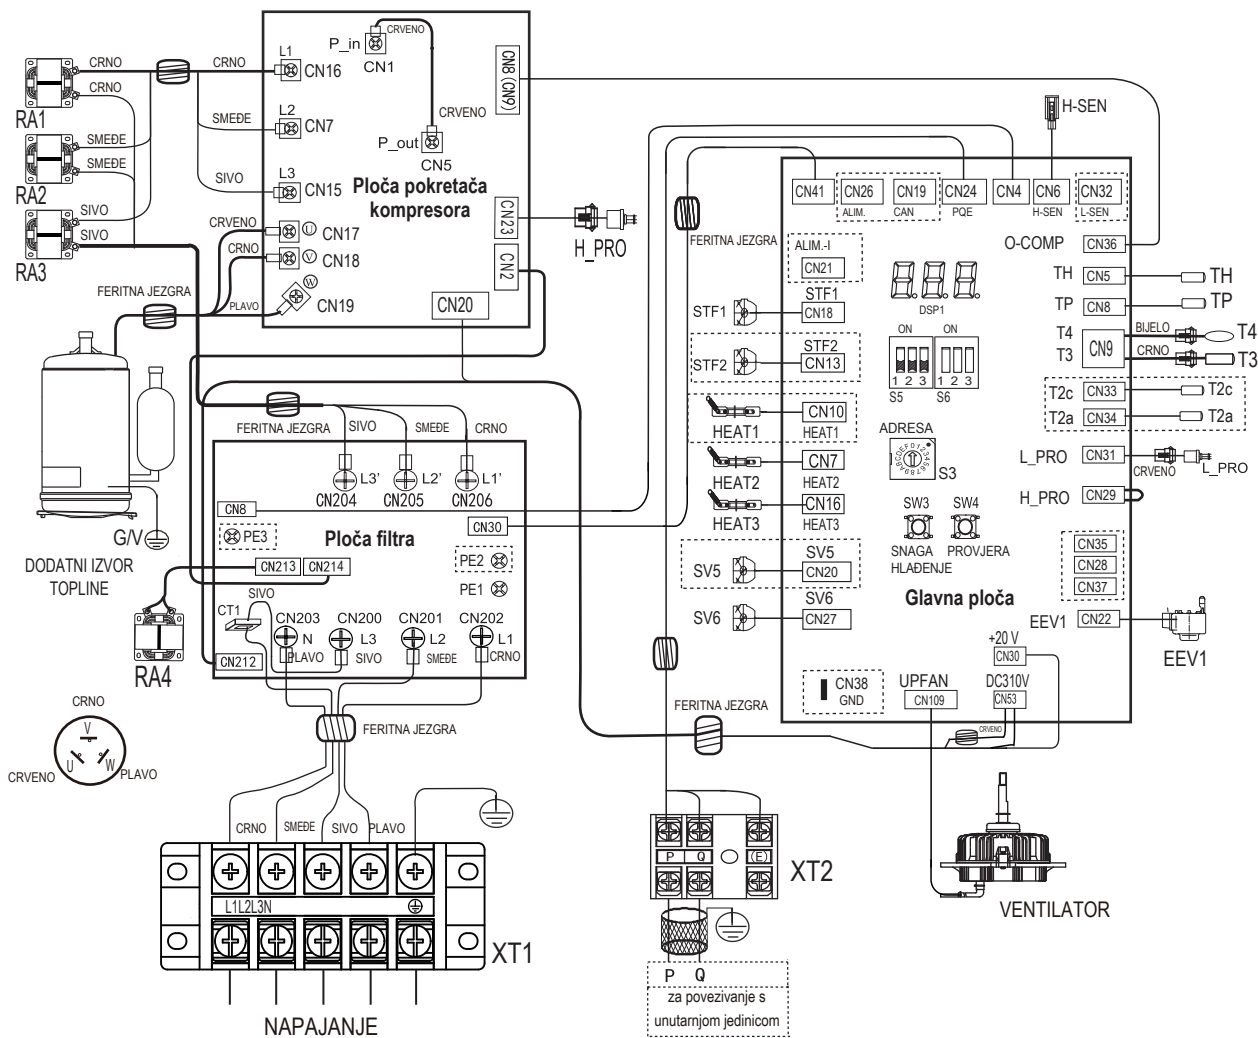 CRNO
CRNO
RA1
SMEĐE
SMEĐE
RA2
SIVO
SIVO
RA3
CRNO
SMEĐE
SIVO
L1
CN16
L2
CN7
L3
CN15
P_in
CN1
CRVENO
CRVENO
P_out
CN5
CN8 (CN9)
Ploča pokretača
kompresora
CN23
CN2
H_PRO
CRVENO
U
CN17
CRNO
V
CN18
W
PLAVO
CN19
CN20
FERITNA JEZGRA
G/V
DODATNI IZVOR
TOPLINE
FERITNA JEZGRA
SIVO
SMEĐE
CRNO
L3'
L2'
L1'
CN204
CN205
CN206
CN8
CN30
PE3
Ploča filtra
PE2
PE1
CN213
CN214
SIVO
CT1
CN203
CN200
CN201
CN202
N
L3
L2
L1
PLAVO
SIVO
SMEĐE
CRNO
CN212
RA4
CRNO
V
U
W
CRVENO
PLAVO
FERITNA JEZGRA
CRNO
SMEĐE
SIVO
PLAVO
L1L2L3N
XT1
NAPAJANJE
FERITNA JEZGRA
H-SEN
CN41
CN26
CN19
CN24
CN4
CN6
CN32
ALIM.
CAN
PQE
H-SEN
L-SEN
ALIM.-I
CN21
O-COMP
CN36
DSP1
TH
CN5
TH
TP
CN8
TP
T4
T3
CN9
BIJELO
T4
CRNO
T3
T2c
CN33
T2c
T2a
CN34
T2a
STF1
STF1
CN18
STF2
STF2
CN13
ON
ON
1 2 3
1 2 3
S5
S6
HEAT1
CN10
HEAT1
HEAT2
CN7
HEAT2
HEAT3
CN16
HEAT3
ADRESA
S3
L_PRO
CN31
CRVENO
L_PRO
H_PRO
CN29
SW3
SW4
SNAGA
HLAĐENJE
PROVJERA
SV5
SV5
CN20
SV6
SV6
CN27
CN35
CN28
CN37
Glavna ploča
EEV1
CN22
EEV1
+20 V
CN30
CN38
GND
UPFAN
CN109
DC310V
CN53
FERITNA JEZGRA
CRVENO
P
Q
(E)
XT2
VENTILATOR
P
Q
za povezivanje s
unutarnjom jedinicom